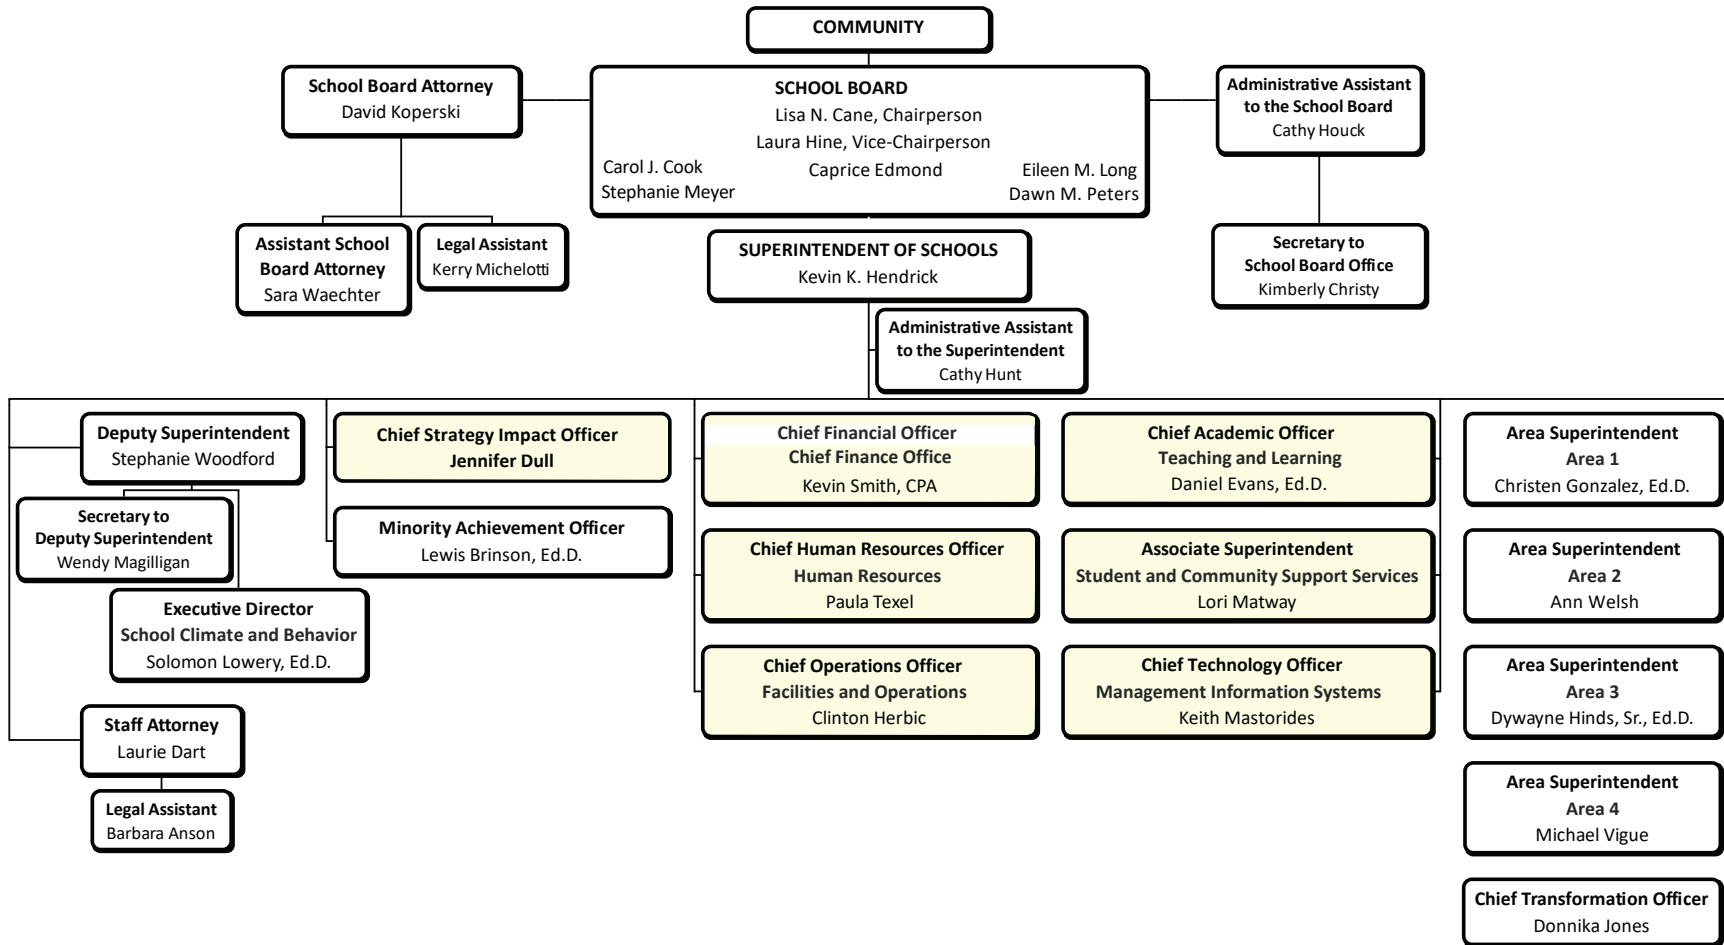 COMMUNITY
School Board Attorney
David Koperski
SCHOOL BOARD
Lisa N. Cane, Chairperson
Laura Hine, Vice-Chairperson
Carol J. Cook
Caprice Edmond
Eileen M. Long
Stephanie Meyer
Dawn M. Peters
Administrative Assistant
to the School Board
Cathy Houck
Assistant School
Board Attorney
Sara Waechter
Legal Assistant
Kerry Michelotti
SUPERINTENDENT OF SCHOOLS
Kevin K. Hendrick
Secretary to
School Board Office
Kimberly Christy
Administrative Assistant
to the Superintendent
Cathy Hunt
Deputy Superintendent
Stephanie Woodford
Secretary to
Deputy Superintendent
Wendy Magilligan
Executive Director
School Climate and Behavior
Solomon Lowery, Ed.D.
Staff Attorney
Laurie Dart
Legal Assistant
Barbara Anson
Chief Strategy Impact Officer
Jennifer Dull
Minority Achievement Officer
Lewis Brinson, Ed.D.
Chief Financial Officer
Chief Finance Office
Kevin Smith, CPA
Chief Human Resources Officer
Human Resources
Paula Texel
Chief Operations Officer
Facilities and Operations
Clinton Herbic
Chief Academic Officer
Teaching and Learning
Daniel Evans, Ed.D.
Associate Superintendent
Student and Community Support Services
Lori Matway
Chief Technology Officer
Management Information Systems
Keith Mastorides
Area Superintendent
Area 1
Christen Gonzalez, Ed.D.
Area Superintendent
Area 2
Ann Welsh
Area Superintendent
Area 3
Dywayne Hinds, Sr., Ed.D.
Area Superintendent
Area 4
Michael Vigue
Chief Transformation Officer
Donnika Jones